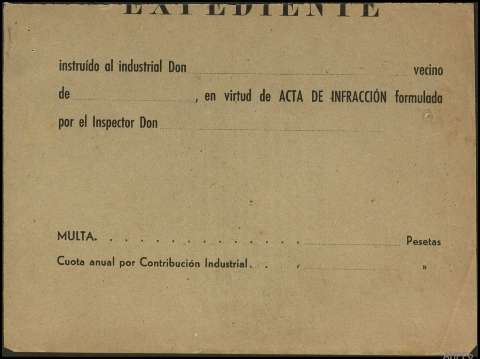 EXPEDIENTE
instruído al industrial Don vecino
de , en virtud de ACTA DE INFRACCIÓN formulada
por el Inspector Don
MULTA. . . . . . . . . . . . . . Pesetas
Cuota anual por Contribución Industrial. . . "